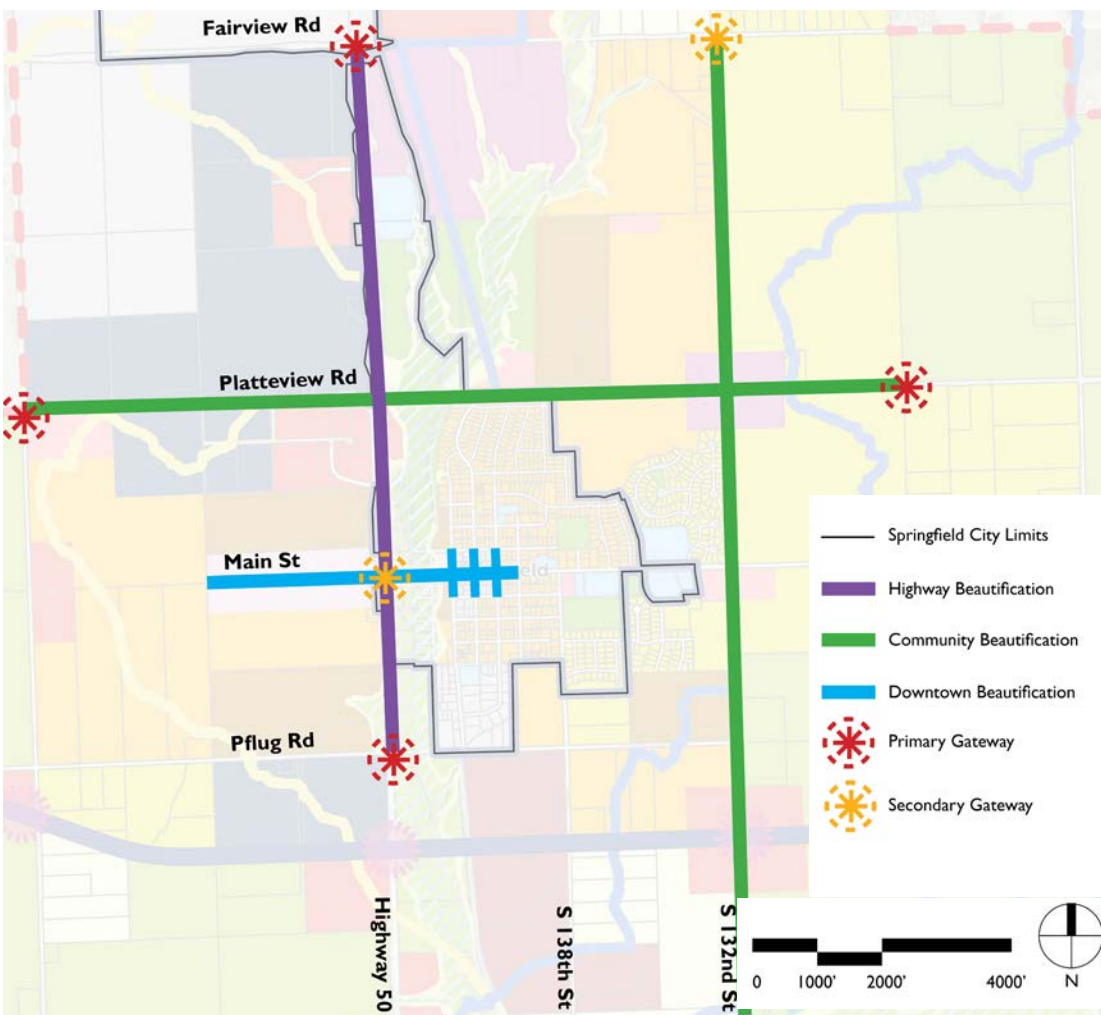 Fairview Rd
Platteview Rd
Main St
Pflug Rd
Highway 50
S 138th St
S 132nd St
Springfield City Limits
Highway Beautification
Community Beautification
Downtown Beautification
Primary Gateway
Secondary Gateway
0 1000' 2000' 4000'
N